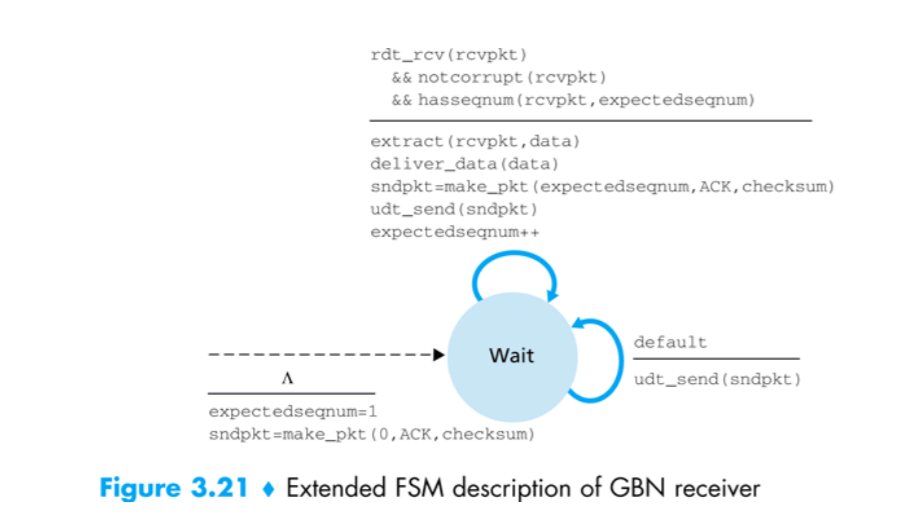 rdt_rcv(rcvpkt)
&& notcorrupt(rcvpkt)
&& hasseqnum(rcvpkt,expectedseqnum)
extract(rcvpkt,data)
deliver_data(data)
sndpkt=make_pkt(expectedseqnum,ACK,checksum)
udt_send(sndpkt)
expectedseqnum++
Wait
default
udt_send(sndpkt)
Λ
expectedseqnum=1
sndpkt=make_pkt(0,ACK,checksum)
Figure 3.21 ♦ Extended FSM description of GBN receiver